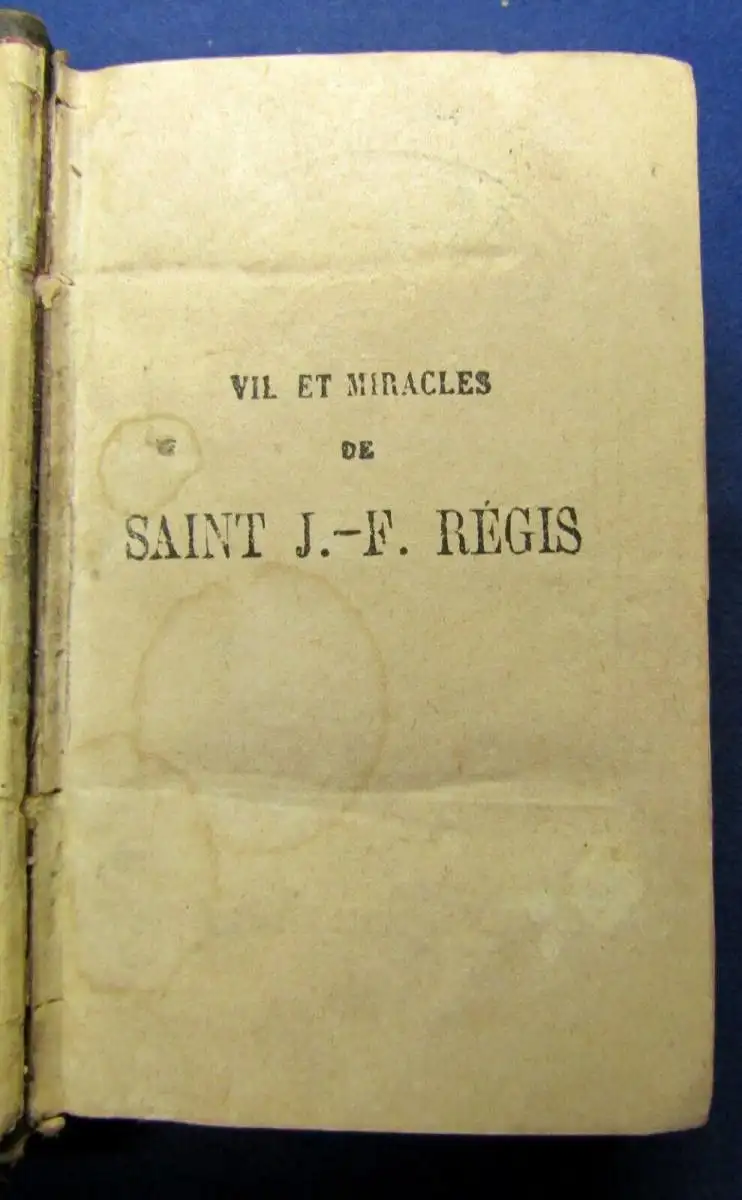 VIE ET MIRACLES
DE
SAINT J.-F. RÉGIS